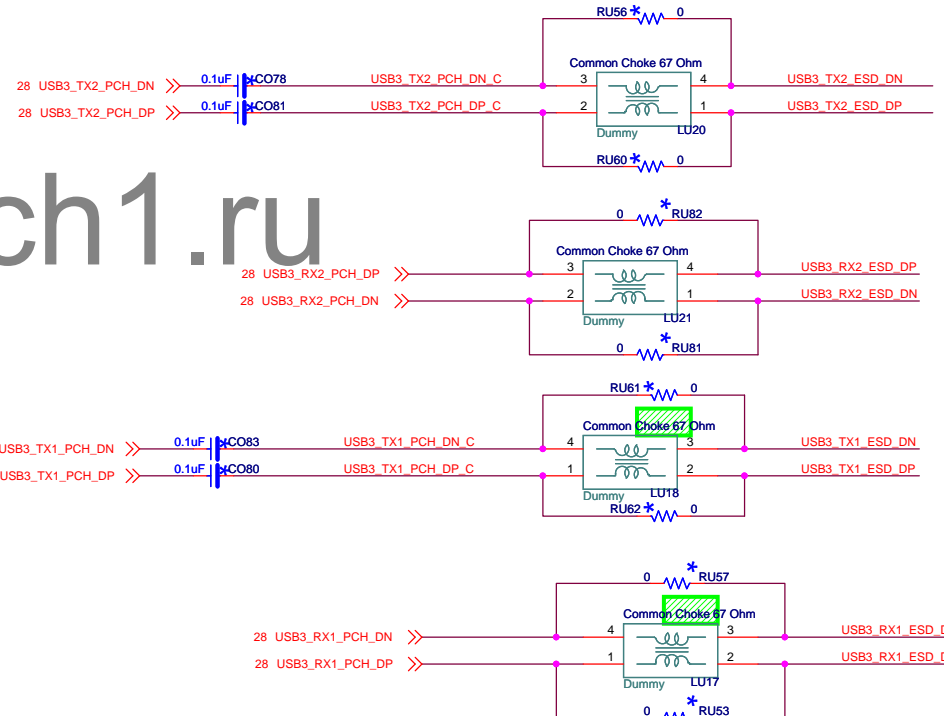 RU56 * 0
Common Choke 67 Ohm
28 USB3_TX2_PCH_DN 0.1uF * CO78 USB3_TX2_PCH_DN_C 3 4 USB3_TX2_ESD_DN
28 USB3_TX2_PCH_DP 0.1uF * CO81 USB3_TX2_PCH_DP_C 2 1 USB3_TX2_ESD_DP
Dummy LU20
RU60 * 0
ch1.ru
0 * RU82
Common Choke 67 Ohm
28 USB3_RX2_PCH_DP 3 4 USB3_RX2_ESD_DP
28 USB3_RX2_PCH_DN 2 1 USB3_RX2_ESD_DN
Dummy LU21
0 * RU81
RU61 * 0
Common Choke 67 Ohm
USB3_TX1_PCH_DN 0.1uF * CO83 USB3_TX1_PCH_DN_C 4 3 USB3_TX1_ESD_DN
USB3_TX1_PCH_DP 0.1uF * CO80 USB3_TX1_PCH_DP_C 1 2 USB3_TX1_ESD_DP
Dummy LU18
RU62 * 0
0 * RU57
Common Choke 67 Ohm
28 USB3_RX1_PCH_DN 4 3 USB3_RX1_ESD_D
28 USB3_RX1_PCH_DP 1 2 USB3_RX1_ESD_D
Dummy LU17
0 * RU53